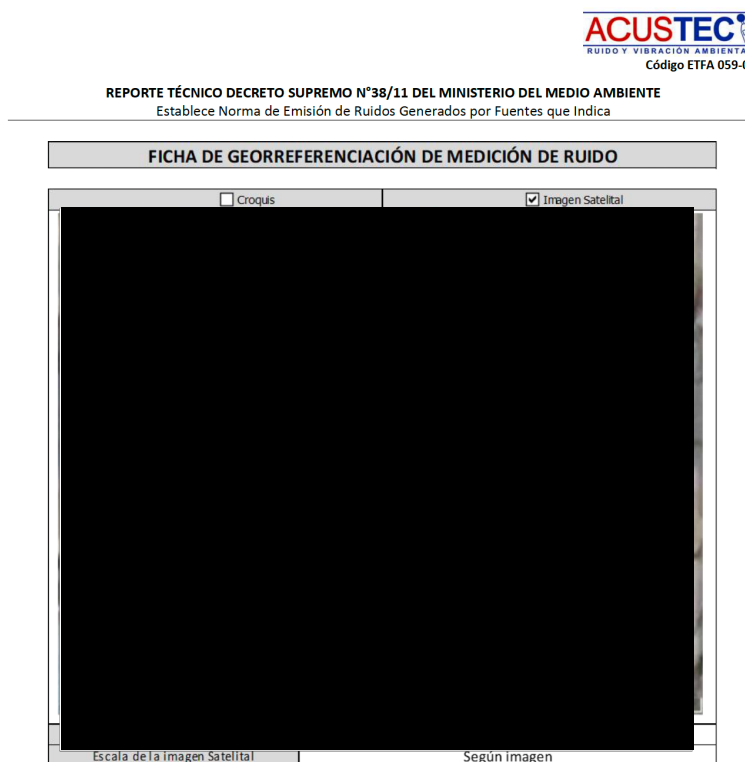 ACUSTEC
RUIDO Y VIBRACIÓN AMBIENTA
Código ETFA 059-0
REPORTE TÉCNICO DECRETO SUPREMO N°38/11 DEL MINISTERIO DEL MEDIO AMBIENTE
Establece Norma de Emisión de Ruidos Generados por Fuentes que Indica
FICHA DE GEORREFERENCIACIÓN DE MEDICIÓN DE RUIDO
Croquis
Imagen Satelital
Escala de la imagen Satelital
Según imagen